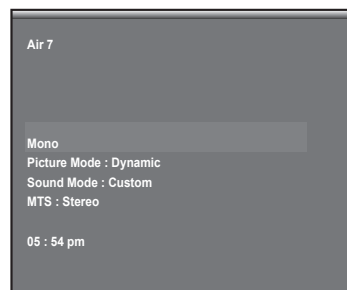 Air 7
Mono
Picture Mode : Dynamic
Sound Mode : Custom
MTS : Stereo
05 : 54 pm